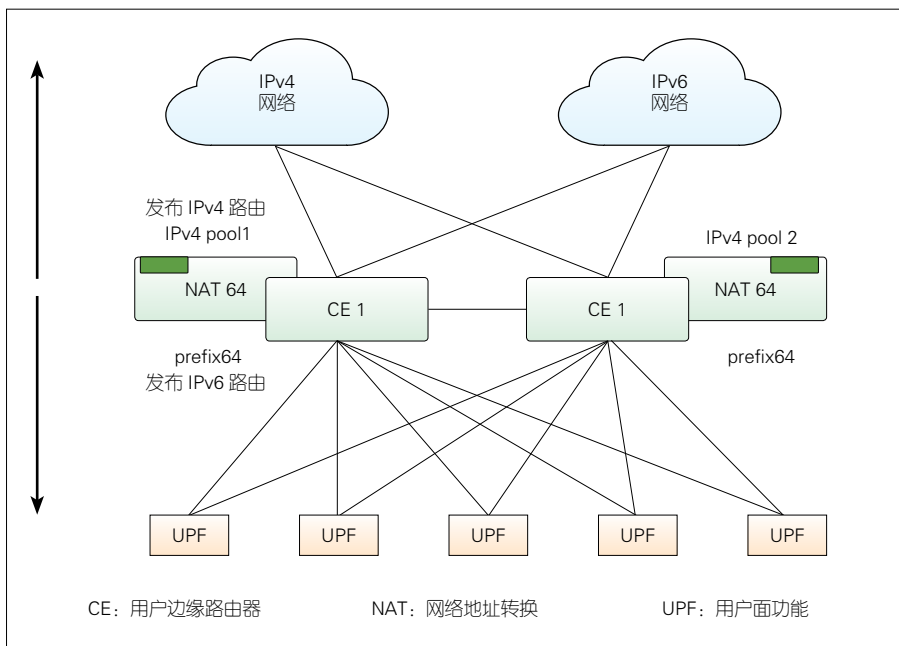 IPv4
网络
IPv6
网络
发布 IPv4 路由
IPv4 pool1
IPv4 pool 2
NAT 64
CE 1
CE 1
NAT 64
prefix64
发布 IPv6 路由
prefix64
UPF
UPF
UPF
UPF
UPF
CE：用户边缘路由器
NAT：网络地址转换
UPF：用户面功能